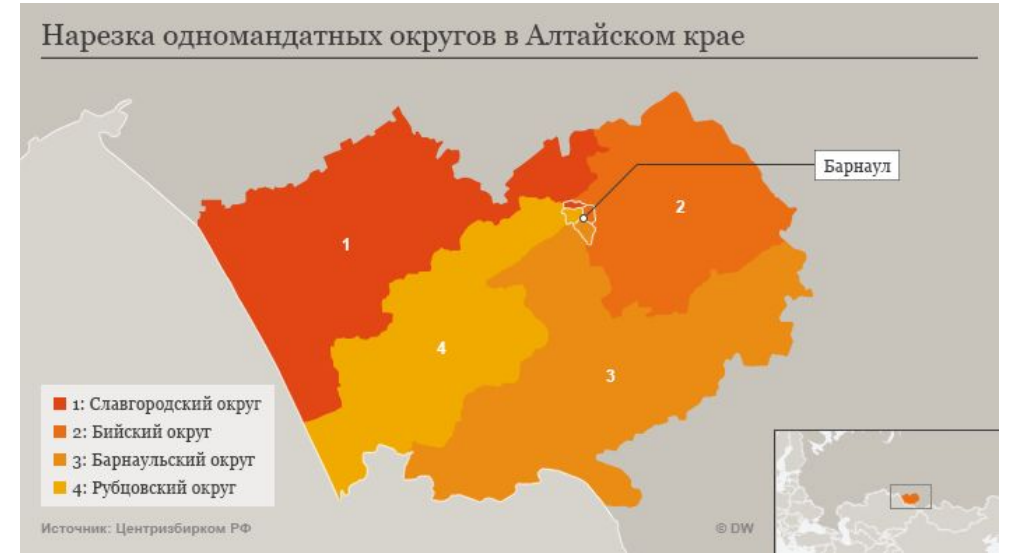 Нарезка одномандатных округов в Алтайском крае
Барнаул
2
1
4
3
1: Славгородский округ
2: Бийский округ
3: Барнаульский округ
4: Рубцовский округ
Источник: Центризбирком РФ
© DW